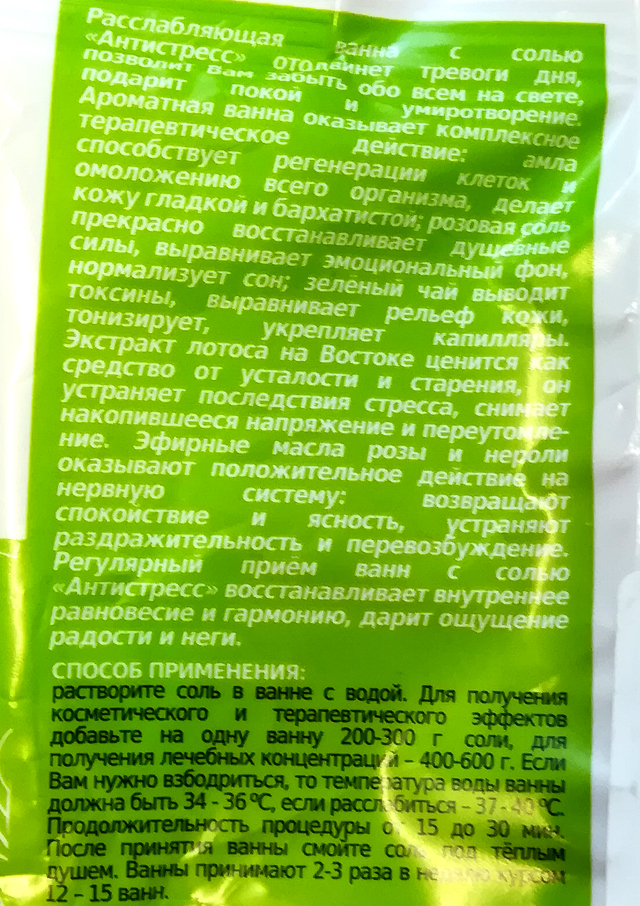 Расслабляющая ванна с солью
«Антистресс» отодвинет тревоги дня,
позволит Вам забыть обо всем на свете,
подарит покой и умиротворение.
Ароматная ванна оказывает комплексное
терапевтическое действие: амла
способствует регенерации клеток и
омоложению всего организма, делает
кожу гладкой и бархатистой; розовая соль
прекрасно восстанавливает душевные
силы, выравнивает эмоциональный фон,
нормализует сон; зелёный чай выводит
токсины, выравнивает рельеф кожи,
тонизирует, укрепляет капилляры.
Экстракт лотоса на Востоке ценится как
средство от усталости и старения, он
устраняет последствия стресса, снимает
накопившееся напряжение и переутомле-
ние. Эфирные масла розы и нероли
оказывают положительное действие на
нервную систему: возвращают
спокойствие и ясность, устраняют
раздражительность и перевозбуждение.
Регулярный приём ванн с солью
«Антистресс» восстанавливает внутреннее
равновесие и гармонию, дарит ощущение
радости и неги.
СПОСОБ ПРИМЕНЕНИЯ:
растворите соль в ванне с водой. Для получения
косметического и терапевтического эффектов
добавьте на одну ванну 200-300 г соли, для
получения лечебных концентраций – 400-600 г. Если
Вам нужно взбодриться, то температура воды ванны
должна быть 34 - 36 °С, если расслабиться – 37 - 40 °С.
Продолжительность процедуры от 15 до 30 мин.
После принятия ванны смойте соль под тёплым
душем. Ванны принимают 2-3 раза в неделю курсом
12 – 15 ванн.